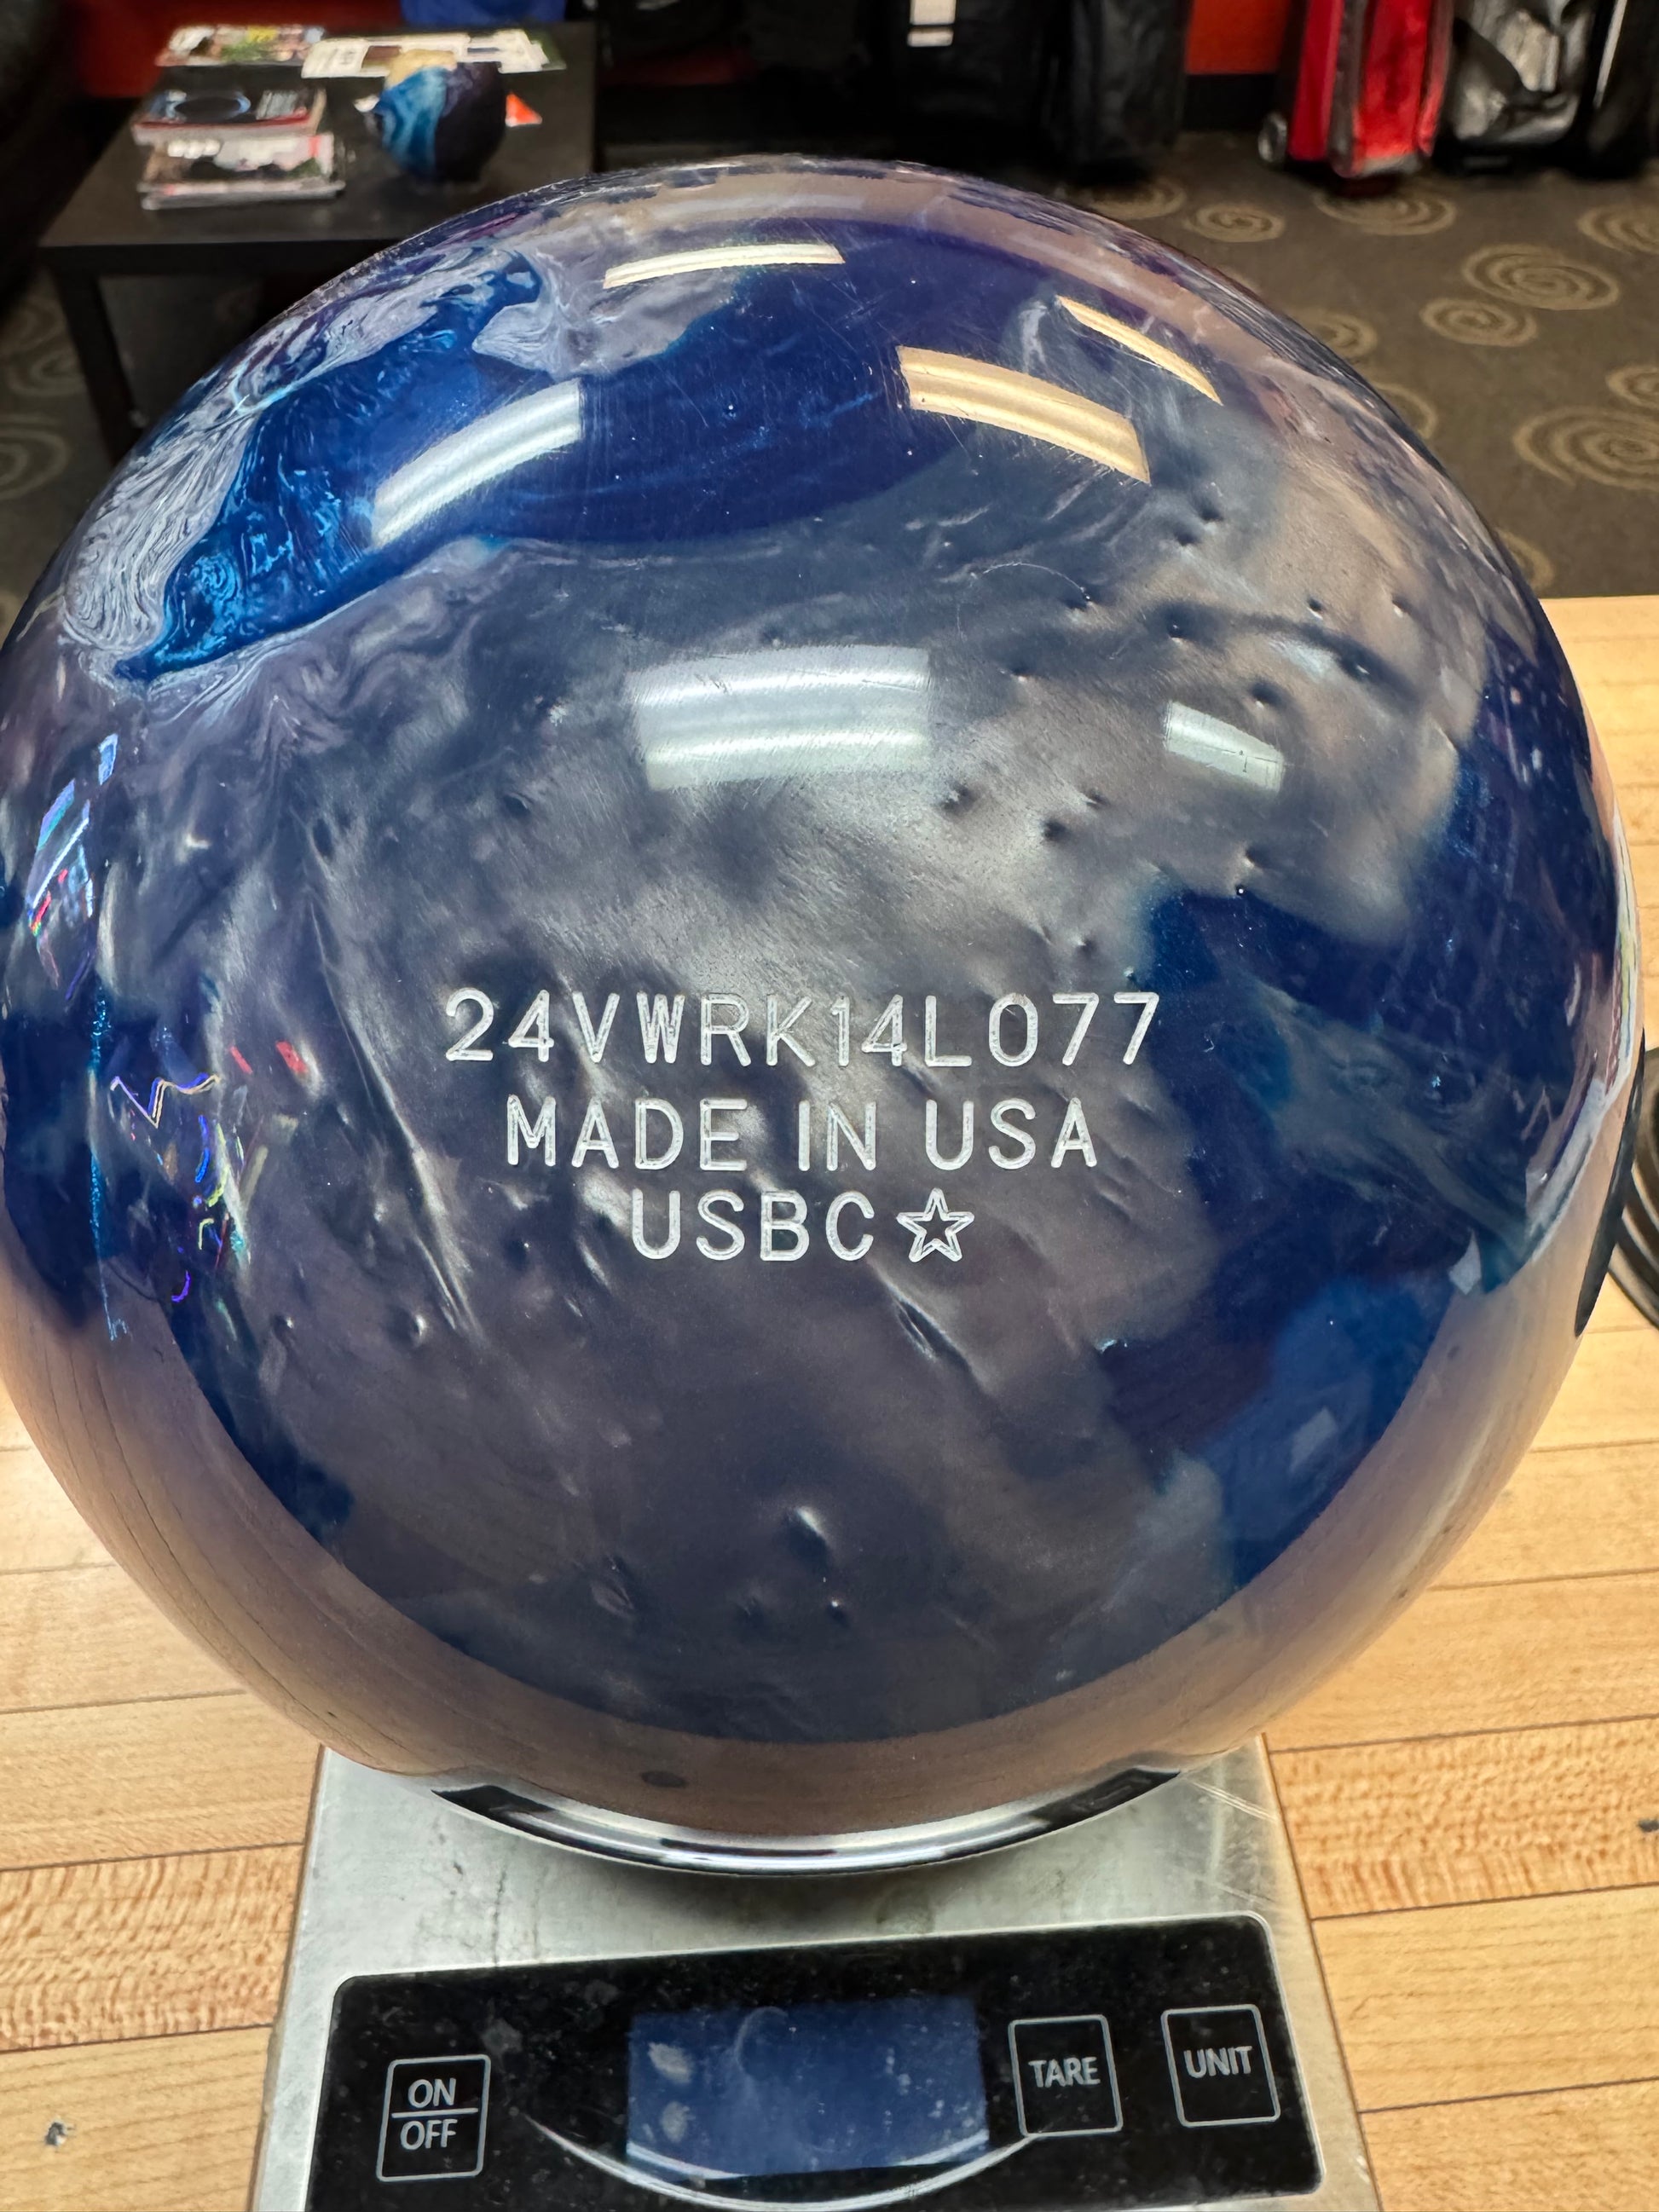 24VWRK14L077
MADE IN USA
USBC☆
ON
OFF
TARE
UNIT